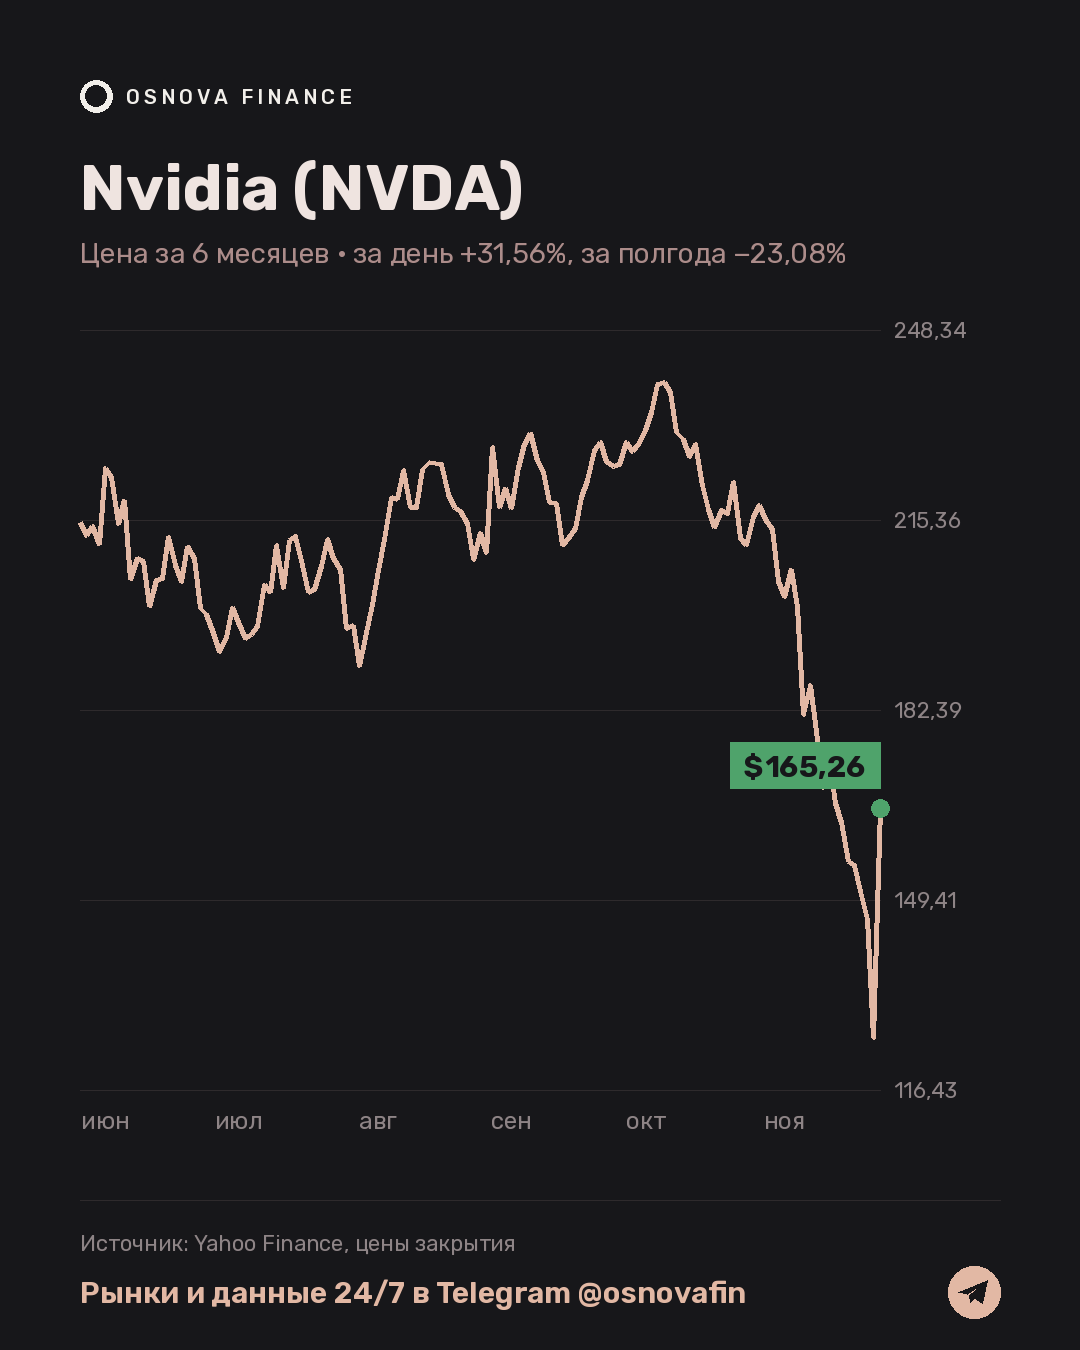 OSNOVA FINANCE
Nvidia (NVDA)
Цена за 6 месяцев • за день +31,56%, за полгода −23,08%
248,34
215,36
182,39
$165,26
149,41
116,43
июн июл авг сен окт ноя
Источник: Yahoo Finance, цены закрытия
Рынки и данные 24/7 в Telegram @osnovafin